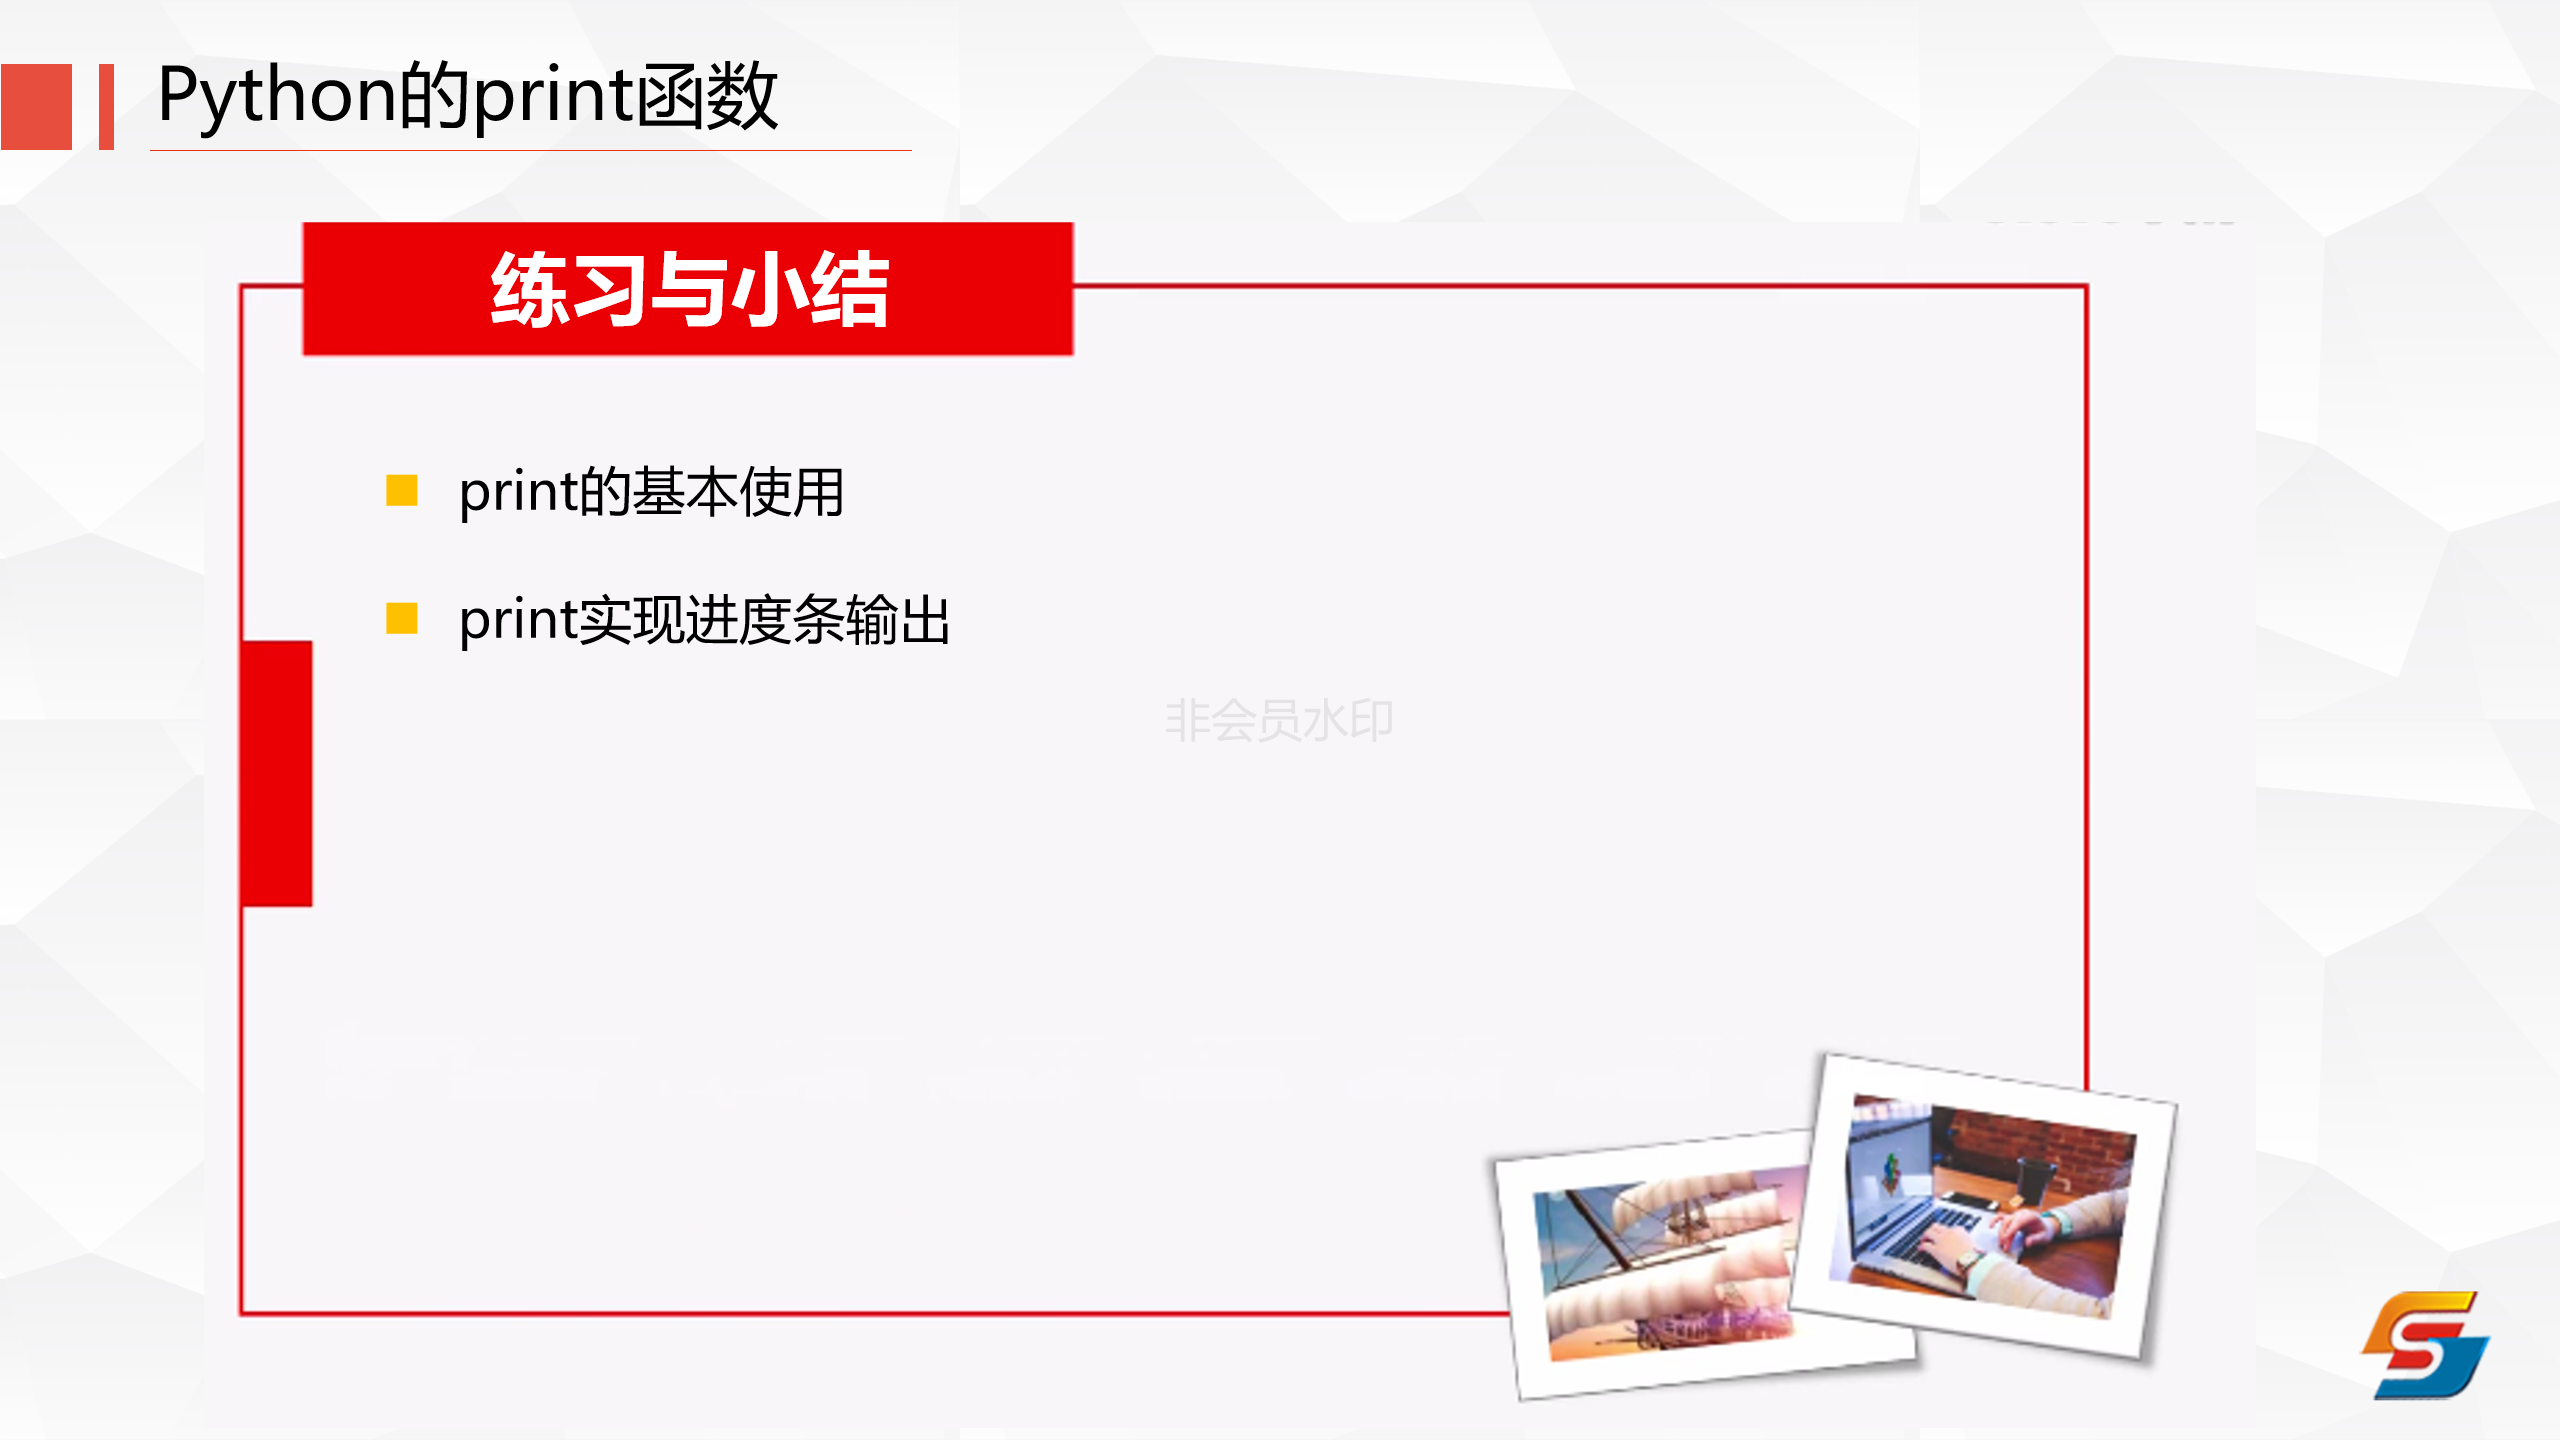 Python的print函数
练习与小结
print的基本使用
print实现进度条输出
非会员水印